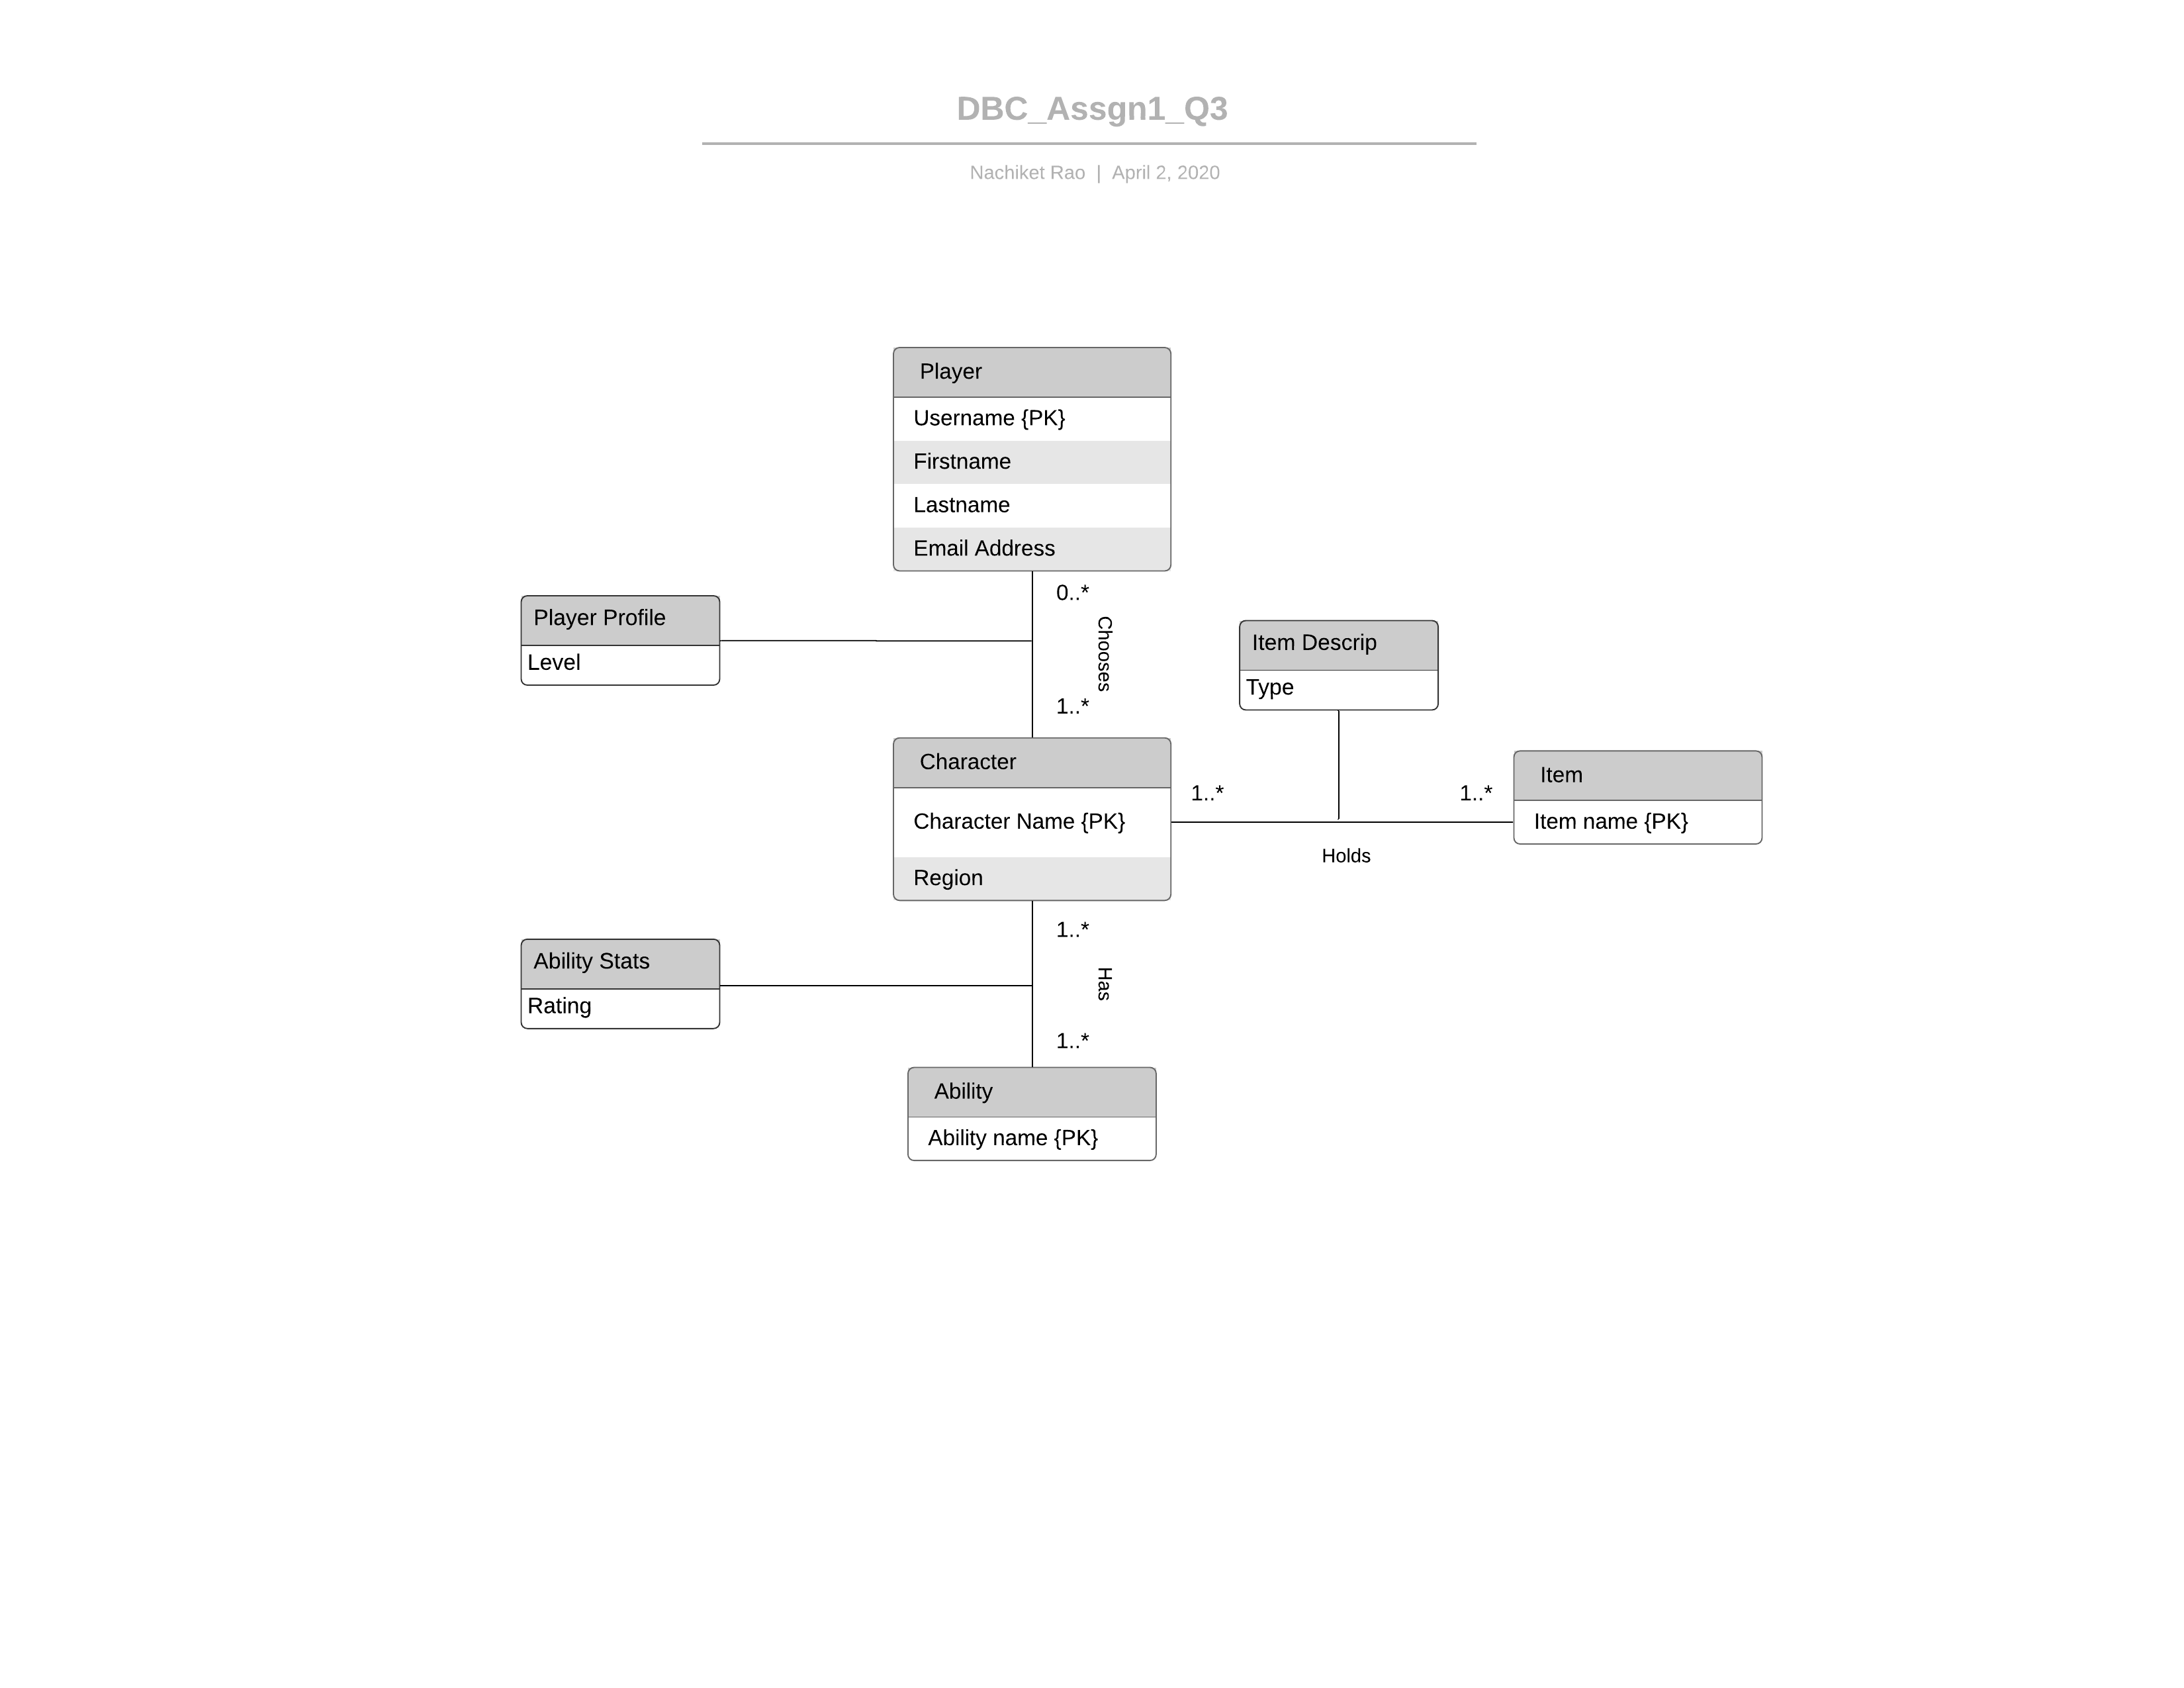 DBC_Assgn1_Q3
Nachiket Rao | April 2, 2020
Player
Username {PK}
Firstname
Lastname
Email Address
0..*
Chooses
1..*
Player Profile
Level
Item Descrip
Type
Character
Character Name {PK}
Region
1..*
1..*
Holds
Item
Item name {PK}
1..*
Has
1..*
Ability Stats
Rating
Ability
Ability name {PK}